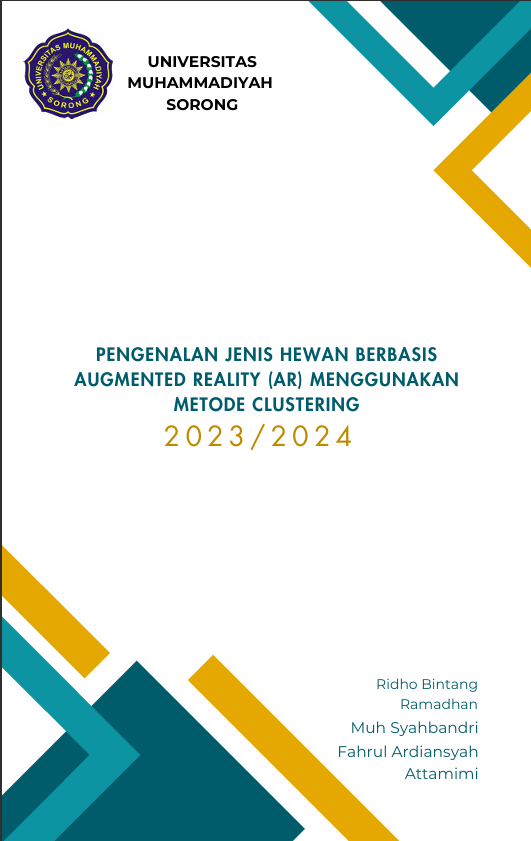 UNIVERSITAS MUHAMMADIYAH
SORONG
UNIVERSITAS
MUHAMMADIYAH
SORONG
PENGENALAN JENIS HEWAN BERBASIS
AUGMENTED REALITY (AR) MENGGUNAKAN
METODE CLUSTERING
2023/2024
Ridho Bintang
Ramadhan
Muh Syahbandri
Fahrul Ardiansyah
Attamimi